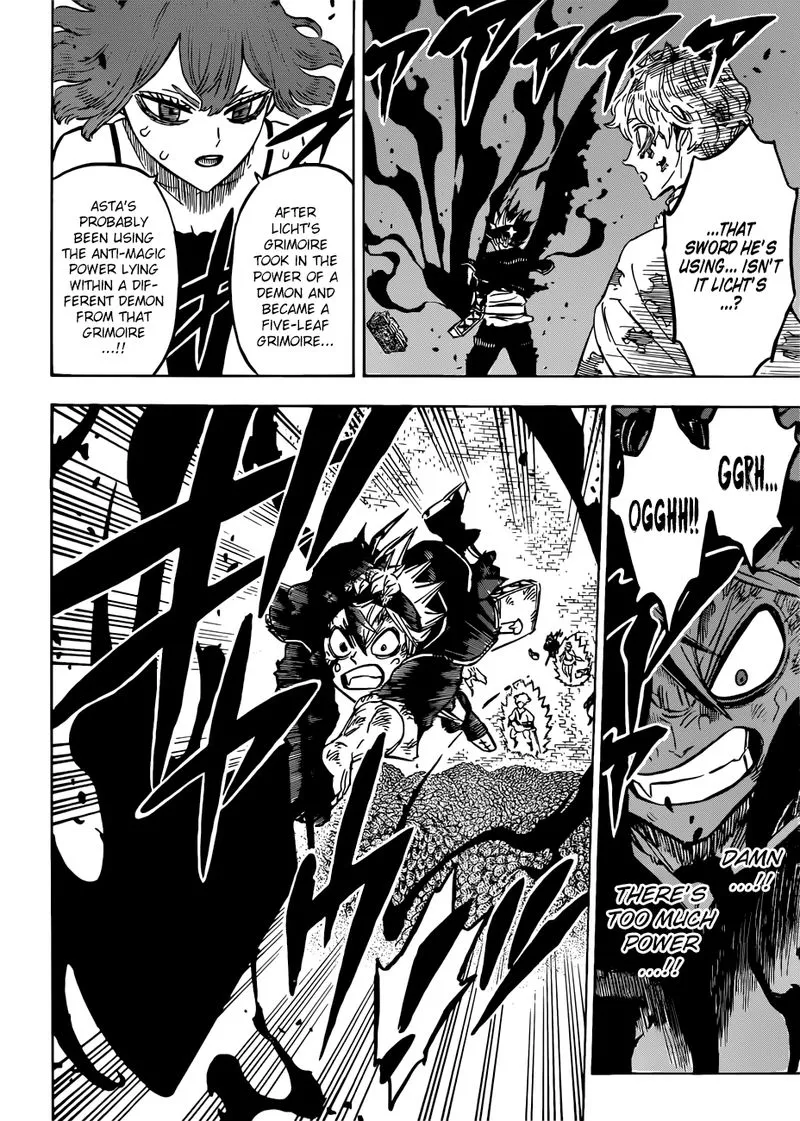 ...THAT
SWORD HE'S
USING... ISN'T
IT LICHT'S
...?
AFTER
LICHT'S
GRIMOIRE
TOOK IN
THE POWER
OF A
DEMON AND
BECAME A
FIVE-LEAF
GRIMOIRE...
ASTA'S
PROBABLY
BEEN USING
THE ANTI-MAGIC
POWER LYING
WITHIN A DIF-
FERENT DEMON
FROM THAT
GRIMOIRE
...!!
GGRH...
OGGHH!!
DAMN
...!!
THERE'S
TOO MUCH
POWER
...!!